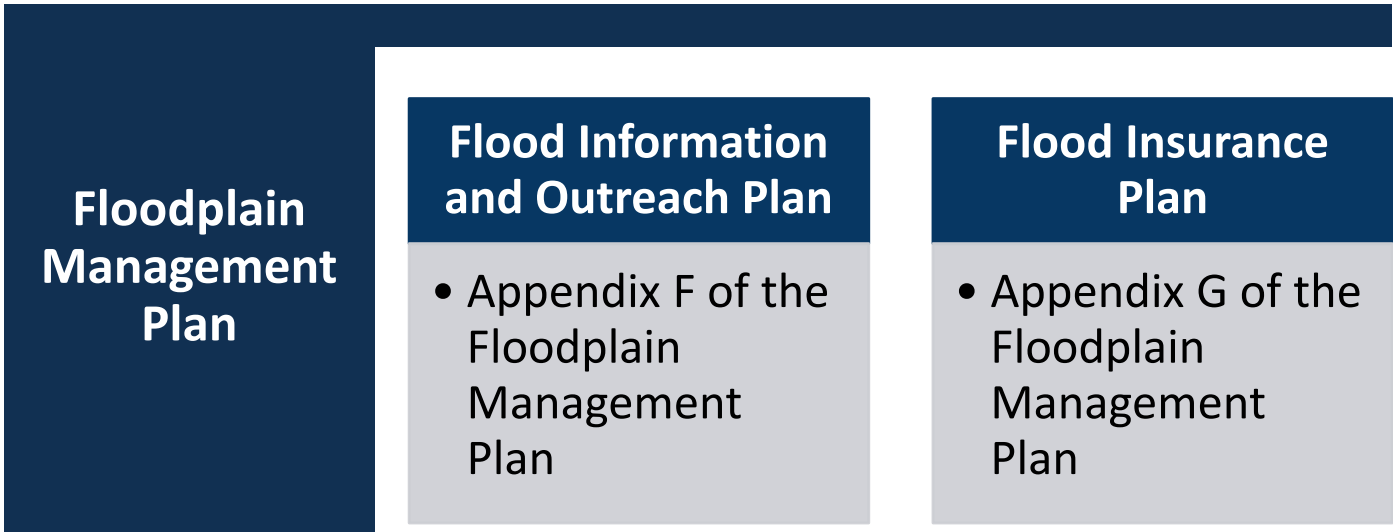 Floodplain
Management
Plan
Flood Information
and Outreach Plan
• Appendix F of the
Floodplain
Management
Plan
Flood Insurance
Plan
• Appendix G of the
Floodplain
Management
Plan